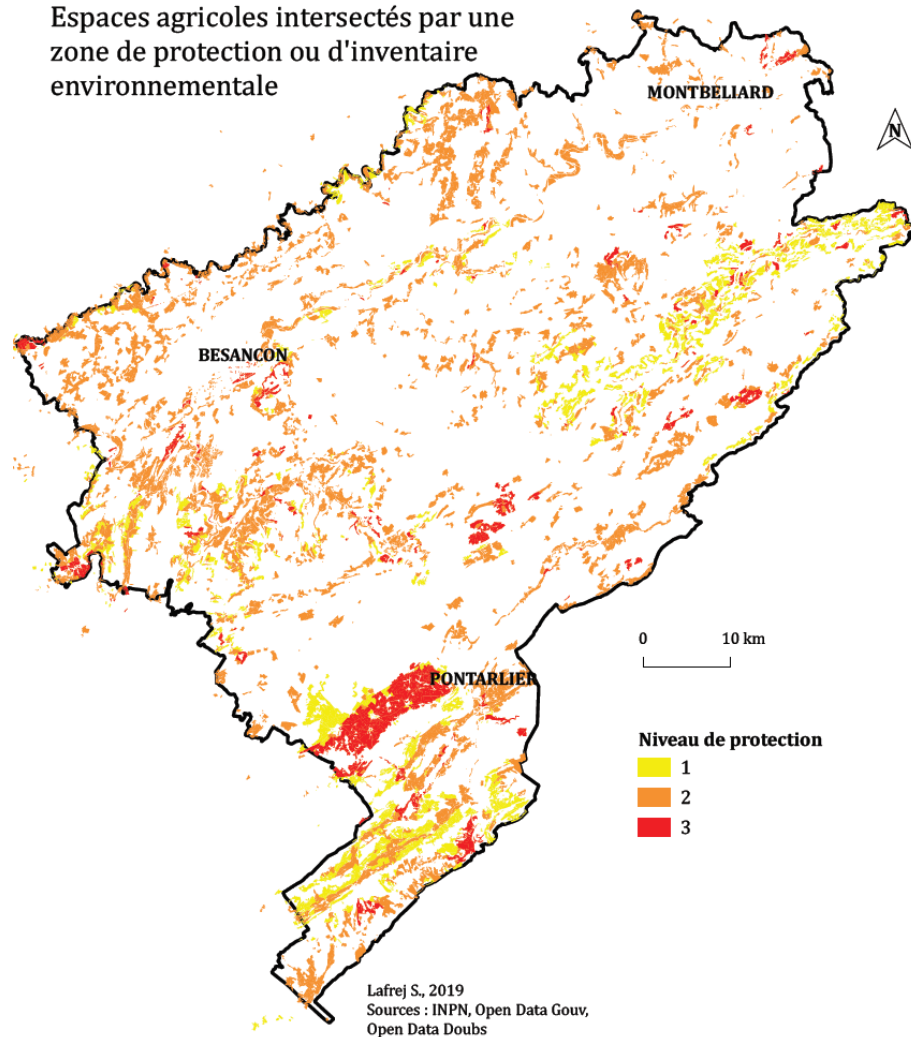 Espaces agricoles intersectés par une
zone de protection ou d'inventaire
environnementale
MONTBELIARD
N
BESANCON
0 10 km
PONTARLIER
Niveau de protection
1
2
3
Lafrej S., 2019
Sources : INPN, Open Data Gouv,
Open Data Doubs